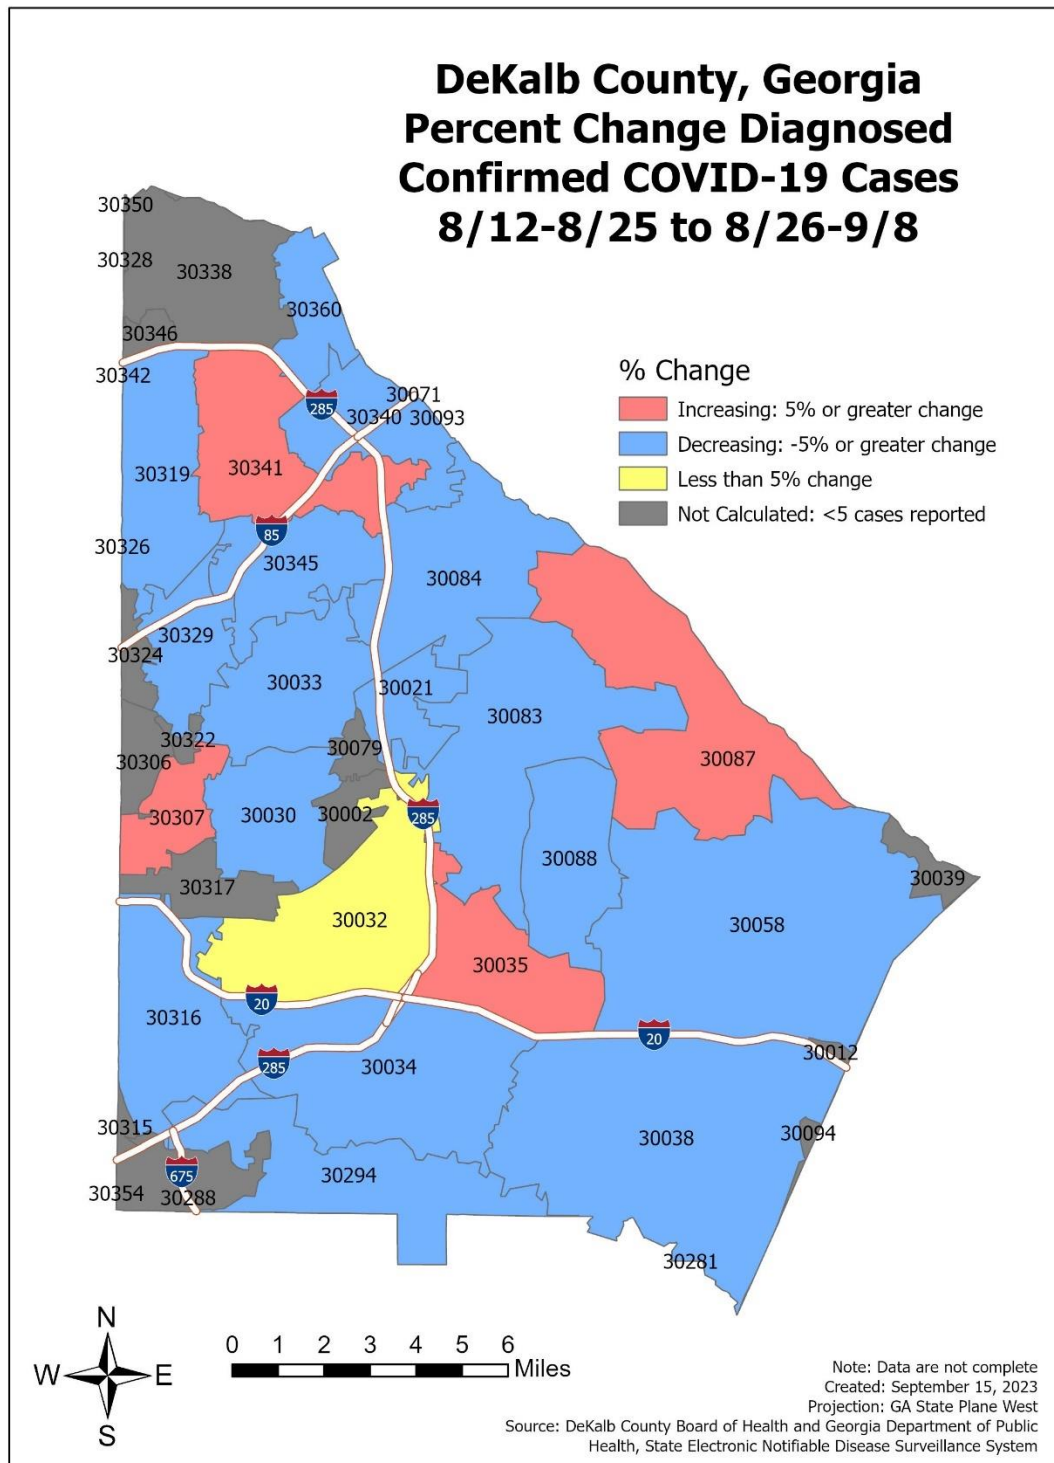 DeKalb County, Georgia
Percent Change Diagnosed
Confirmed COVID-19 Cases
8/12-8/25 to 8/26-9/8
30350
30328
30338
30360
30346
30342
% Change
Increasing: 5% or greater change
Decreasing: -5% or greater change
Less than 5% change
Not Calculated: <5 cases reported
285
30071
30340
30093
30319
30341
85
30326
30345
30084
30329
30324
30033
30021
30083
30322
30079
30306
30087
30307
30030
30002
285
30088
30317
30039
30032
30058
30035
20
30316
20
30012
285
30034
30315
30038
30094
675
30294
30354
30288
30281
N
W
E
S
0 1 2 3 4 5 6
Miles
Note: Data are not complete
Created: September 15, 2023
Projection: GA State Plane West
Source: DeKalb County Board of Health and Georgia Department of Public
Health, State Electronic Notifiable Disease Surveillance System